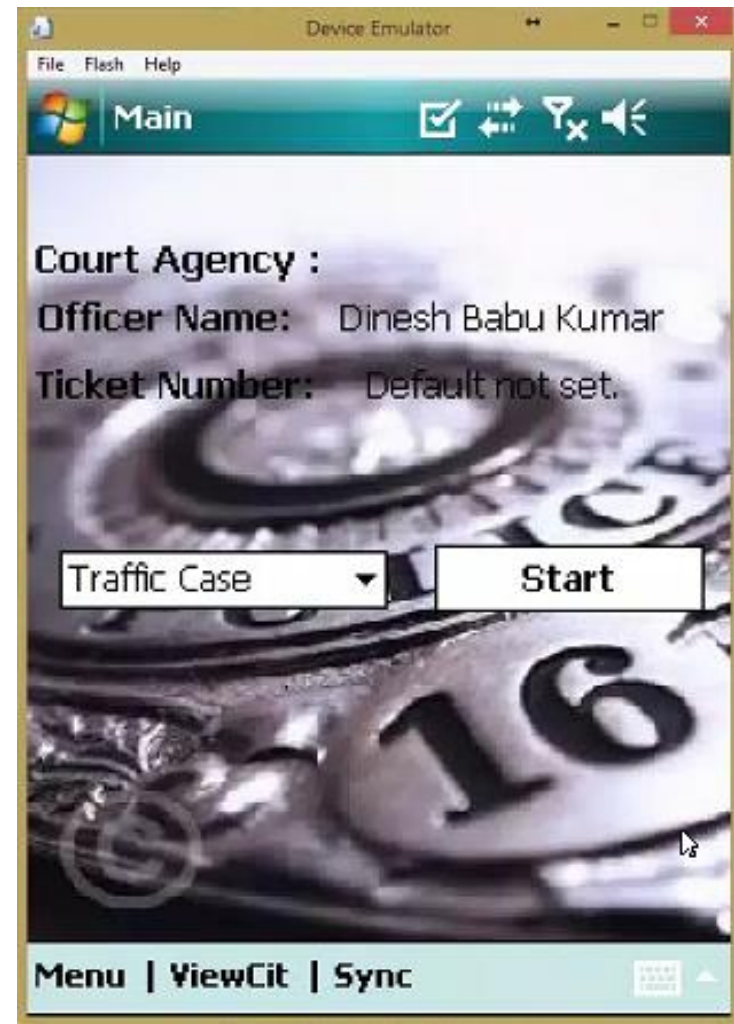 Device Emulator
File Flash Help
Main
Court Agency :
Officer Name: Dinesh Babu Kumar
Ticket Number: Default not set.
Traffic Case Start
16
©
Menu | ViewCit | Sync